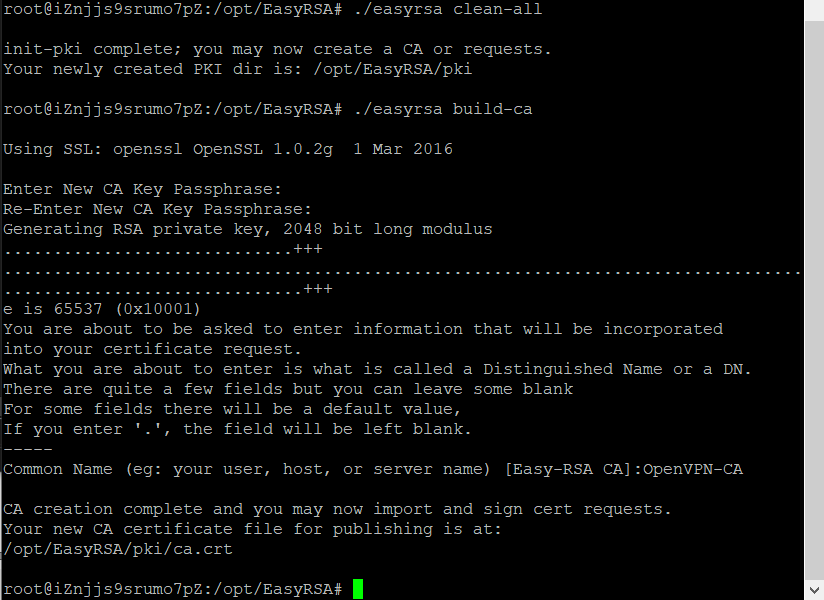 root@iZnjjs9srumo7pZ:/opt/EasyRSA# ./easyrsa clean-all
init-pki complete; you may now create a CA or requests.
Your newly created PKI dir is: /opt/EasyRSA/pki
root@iZnjjs9srumo7pZ:/opt/EasyRSA# ./easyrsa build-ca
Using SSL: openssl OpenSSL 1.0.2g  1 Mar 2016
Enter New CA Key Passphrase:
Re-Enter New CA Key Passphrase:
Generating RSA private key, 2048 bit long modulus
.............................+++
................................................................................
..............................+++
e is 65537 (0x10001)
You are about to be asked to enter information that will be incorporated
into your certificate request.
What you are about to enter is what is called a Distinguished Name or a DN.
There are quite a few fields but you can leave some blank
For some fields there will be a default value,
If you enter '.', the field will be left blank.
-----
Common Name (eg: your user, host, or server name) [Easy-RSA CA]:OpenVPN-CA
CA creation complete and you may now import and sign cert requests.
Your new CA certificate file for publishing is at:
/opt/EasyRSA/pki/ca.crt
root@iZnjjs9srumo7pZ:/opt/EasyRSA#